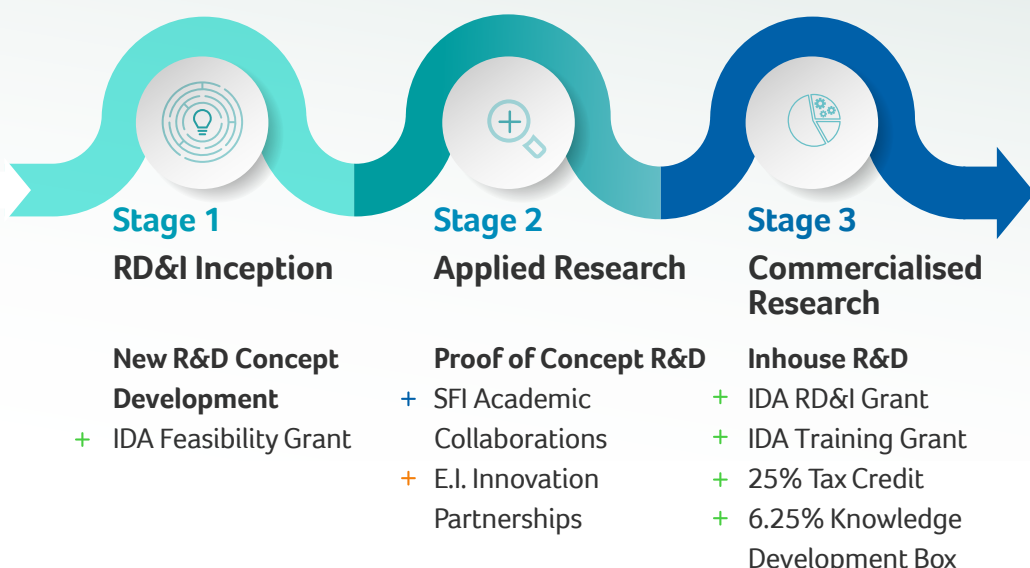 Stage 1
RD&I Inception
New R&D Concept
Development
+ IDA Feasibility Grant
Stage 2
Applied Research
Proof of Concept R&D
+ SFI Academic
Collaborations
+ E.I. Innovation
Partnerships
Stage 3
Commercialised
Research
Inhouse R&D
+ IDA RD&I Grant
+ IDA Training Grant
+ 25% Tax Credit
+ 6.25% Knowledge
Development Box